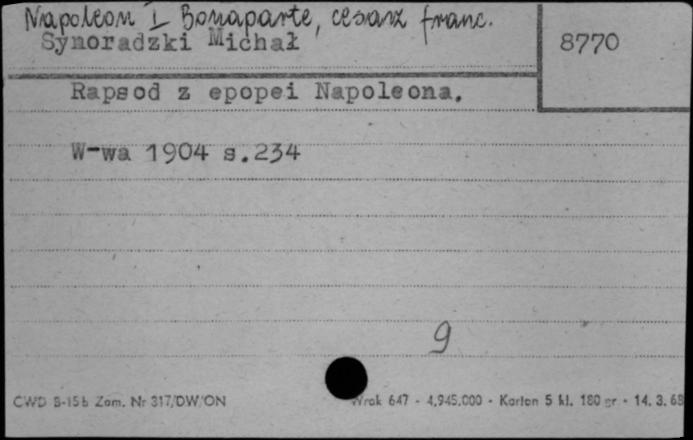 Napoleon I Bonaparte, cesarz franc.
Synoradzki Michał
8770
Rapsod z epopei Napoleona.
W-wa 1904 s.234
9
CWD B-15b Zam. Nr 317/DW/ON
Wrak 647 - 4,945.000 - Karton 5 kl. 180 gr - 14. 3. 68